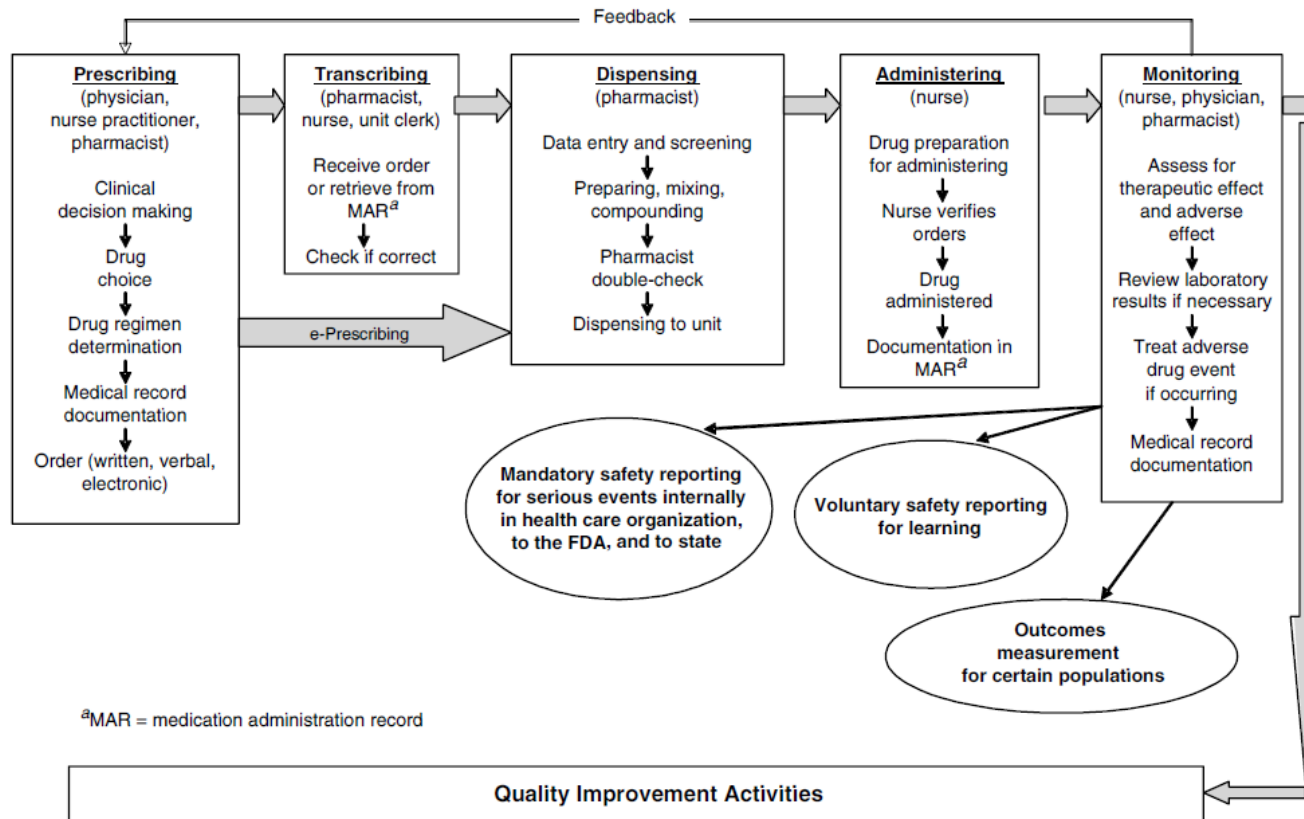 Feedback
Prescribing
(physician,
nurse practitioner,
pharmacist)
Clinical
decision making
Drug
choice
Drug regimen
determination
Medical record
documentation
Order (written, verbal,
electronic)
Transcribing
(pharmacist,
nurse, unit clerk)
Receive order
or retrieve from
MARa
Check if correct
e-Prescribing
Dispensing
(pharmacist)
Data entry and screening
Preparing, mixing,
compounding
Pharmacist
double-check
Dispensing to unit
Administering
(nurse)
Drug preparation
for administering
Nurse verifies
orders
Drug
administered
Documentation in
MARa
Monitoring
(nurse, physician,
pharmacist)
Assess for
therapeutic effect
and adverse
effect
Review laboratory
results if necessary
Treat adverse
drug event
if occurring
Medical record
documentation
Mandatory safety reporting
for serious events internally
in health care organization,
to the FDA, and to state
Voluntary safety reporting
for learning
Outcomes
measurement
for certain populations
aMAR = medication administration record
Quality Improvement Activities